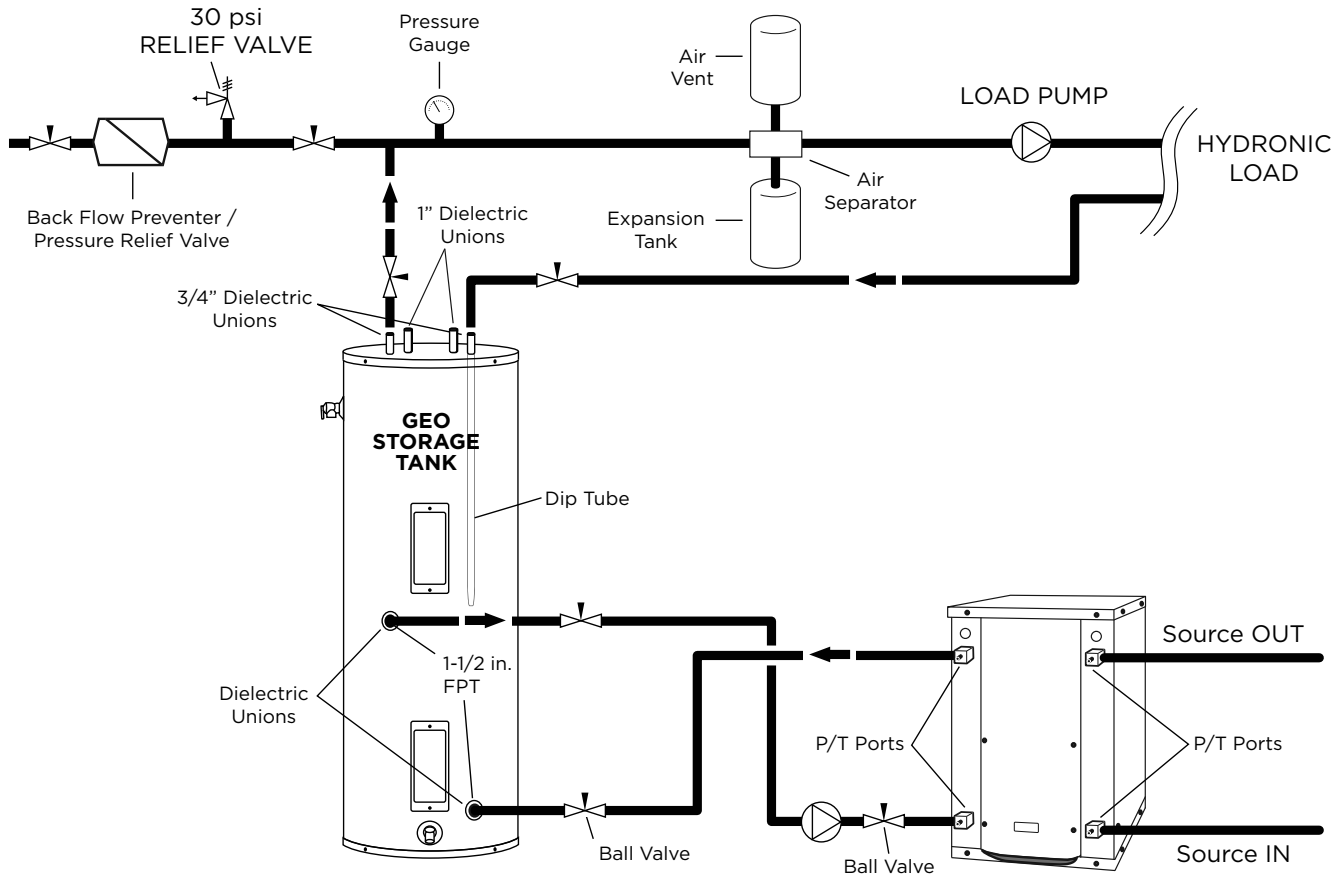 30 psi
RELIEF VALVE
Pressure
Gauge
Air
Vent
LOAD PUMP
HYDRONIC
LOAD
Back Flow Preventer /
Pressure Relief Valve
1” Dielectric
Unions
Expansion
Tank
Air
Separator
3/4” Dielectric
Unions
GEO
STORAGE
TANK
Dip Tube
1-1/2 in.
FPT
Dielectric
Unions
Source OUT
P/T Ports
P/T Ports
Ball Valve
Ball Valve
Source IN